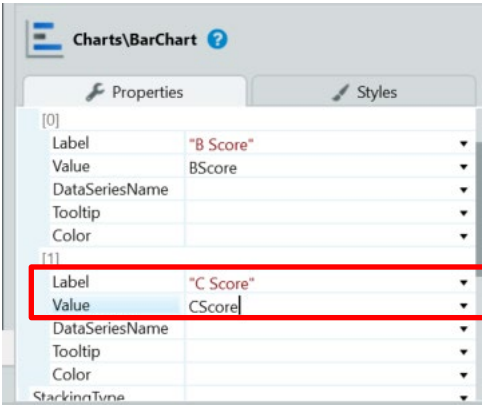 Charts\BarChart ?
Properties Styles
[0]
Label "B Score"
Value BScore
DataSeriesName
Tooltip
Color
[1]
Label "C Score"
Value CScore
DataSeriesName
Tooltip
Color
StackingType